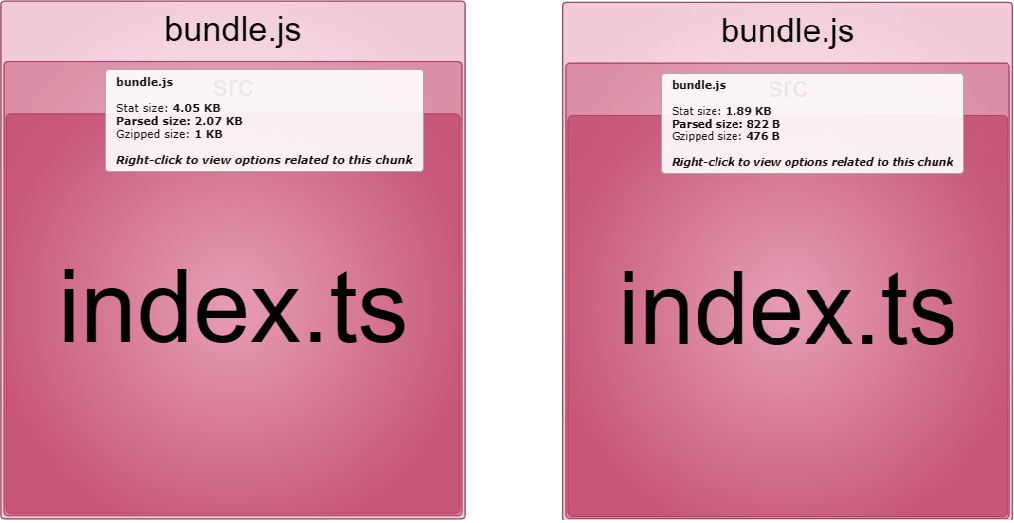 bundle.js
src
bundle.js
Stat size: 4.05 KB
Parsed size: 2.07 KB
Gzipped size: 1 KB
Right-click to view options related to this chunk
index.ts
bundle.js
src
bundle.js
Stat size: 1.89 KB
Parsed size: 822 B
Gzipped size: 476 B
Right-click to view options related to this chunk
index.ts